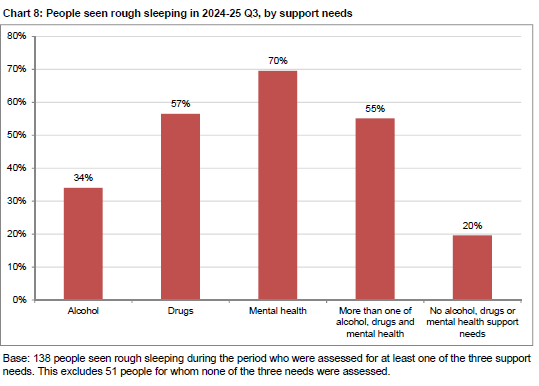 Chart 8: People seen rough sleeping in 2024-25 Q3, by support needs
80%
70%
60%
50%
40%
30%
20%
10%
0%
34%
57%
70%
55%
20%
Alcohol
Drugs
Mental health
More than one of
alcohol, drugs and
mental health
No alcohol, drugs or
mental health support
needs
Base: 138 people seen rough sleeping during the period who were assessed for at least one of the three support
needs. This excludes 51 people for whom none of the three needs were assessed.